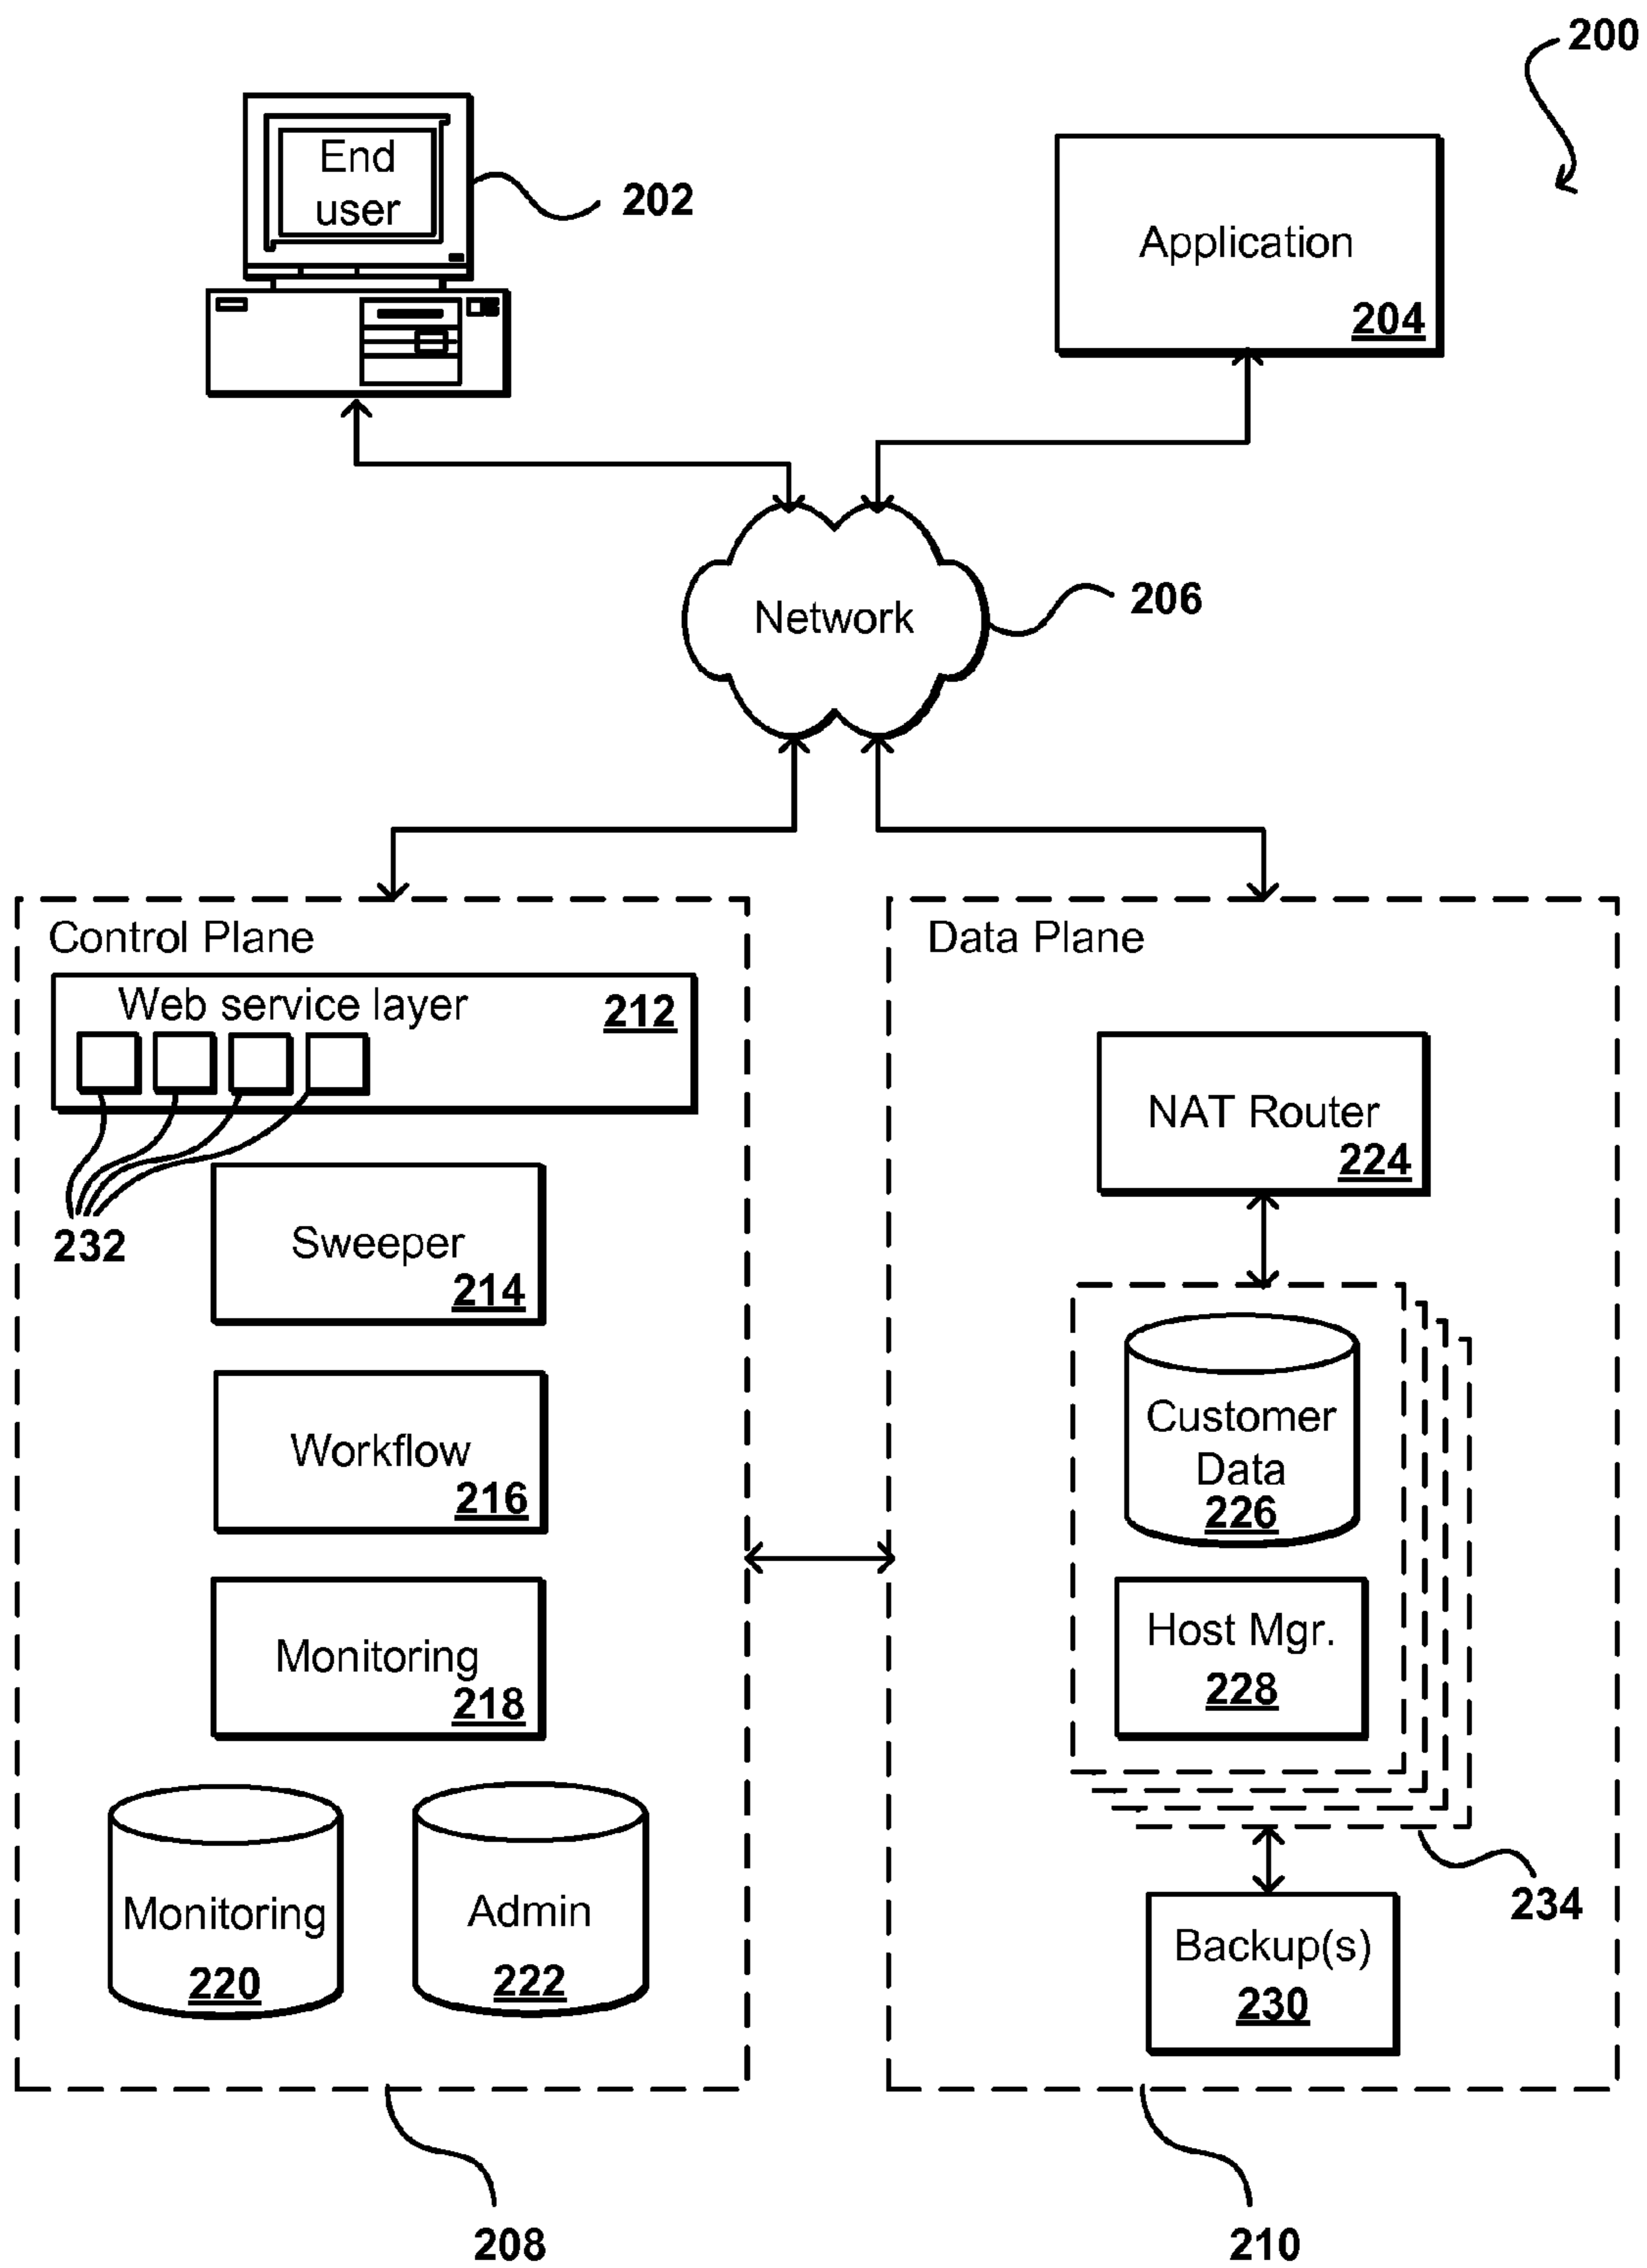 200
End
user
202
Application
204
Network
206
Control Plane
Web service layer
212
232
Sweeper
214
Workflow
216
Monitoring
218
Monitoring
220
Admin
222
208
Data Plane
NAT Router
224
Customer
Data
226
Host Mgr.
228
234
Backup(s)
230
210